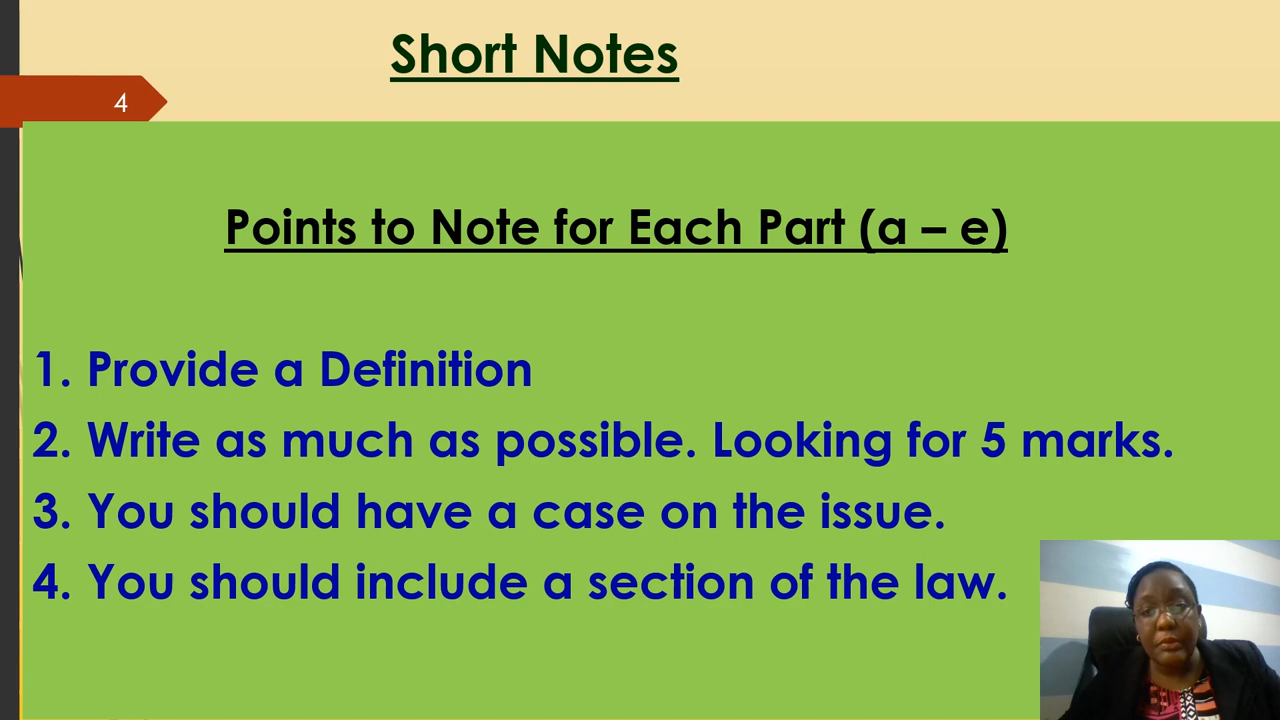 Short Notes
4
Points to Note for Each Part (a – e)
1. Provide a Definition
2. Write as much as possible. Looking for 5 marks.
3. You should have a case on the issue.
4. You should include a section of the law.